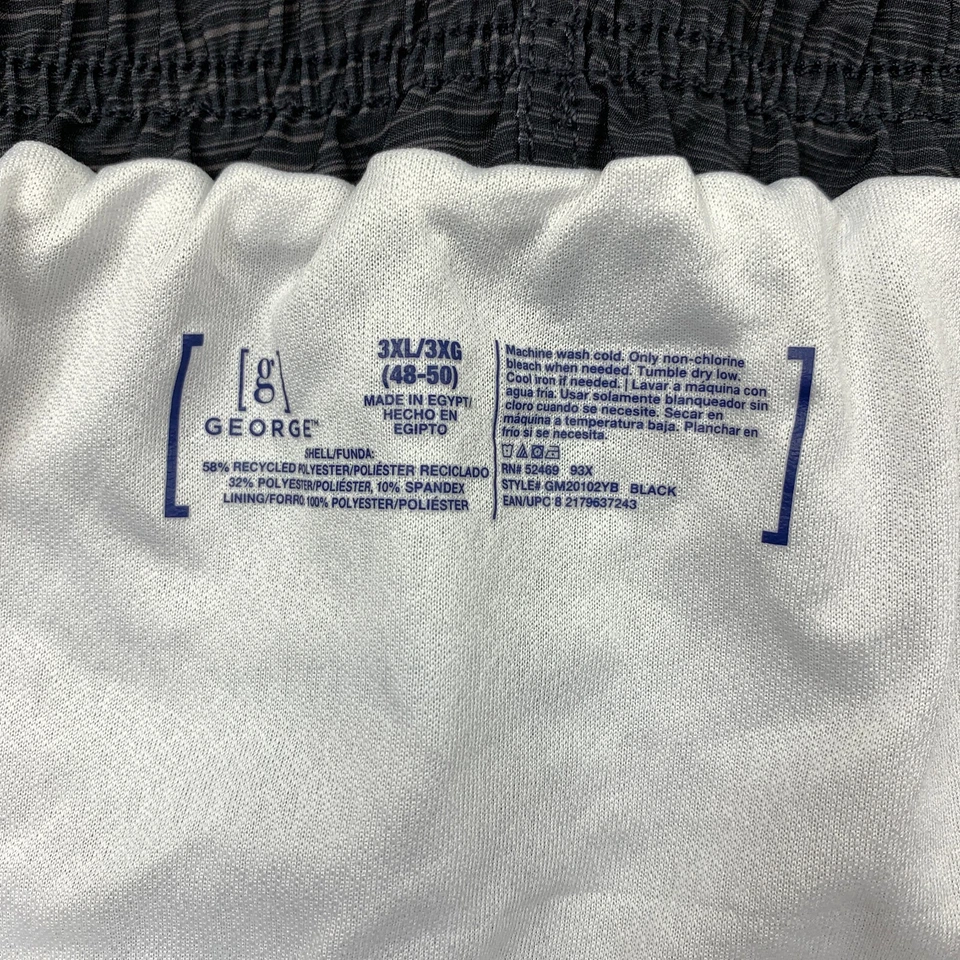 [g]
GEORGE™
3XL/3XG
(48-50)
MADE IN EGYPT/
HECHO EN
EGIPTO
SHELL/FUNDA:
58% RECYCLED POLYESTER/POLIÉSTER RECICLADO
32% POLYESTER/POLIÉSTER, 10% SPANDEX
LINING/FORRO: 100% POLYESTER/POLIÉSTER
Machine wash cold. Only non-chlorine
bleach when needed. Tumble dry low.
Cool iron if needed. | Lavar a máquina con
agua fría. Usar solamente blanqueador sin
cloro cuando se necesite. Secar en
máquina a temperatura baja. Planchar en
frío si se necesita.
RN# 52469 93X
STYLE# GM20102YB BLACK
EAN/UPC 8 2179637243